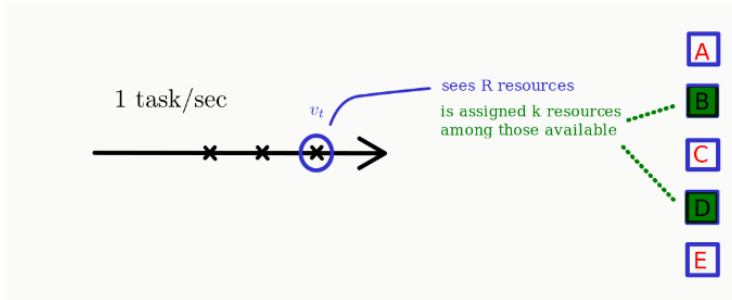 1 task/sec
v_t
sees R resources
is assigned k resources
among those available
A
B
C
D
E